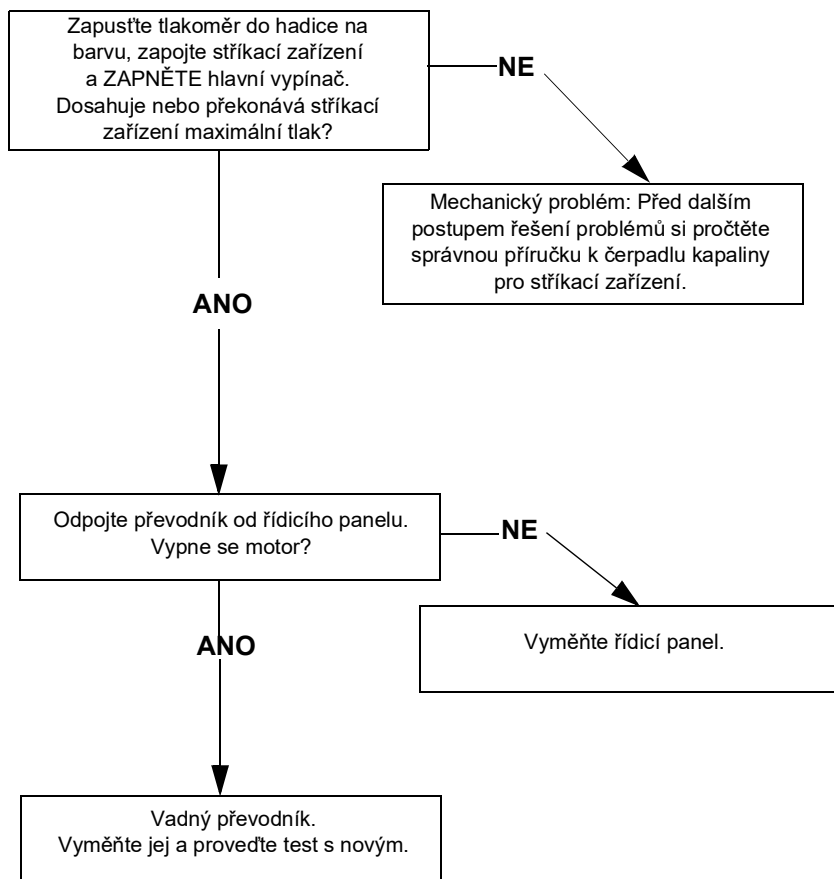 Zapusťte tlakoměr do hadice na
barvu, zapojte stříkací zařízení
a ZAPNĚTE hlavní vypínač.
Dosahuje nebo překonává stříkací
zařízení maximální tlak?
NE
Mechanický problém: Před dalším
postupem řešení problémů si pročtěte
správnou příručku k čerpadlu kapaliny
pro stříkací zařízení.
ANO
Odpojte převodník od řídicího panelu.
Vypne se motor?
NE
Vyměňte řídicí panel.
ANO
Vadný převodník.
Vyměňte jej a proveďte test s novým.